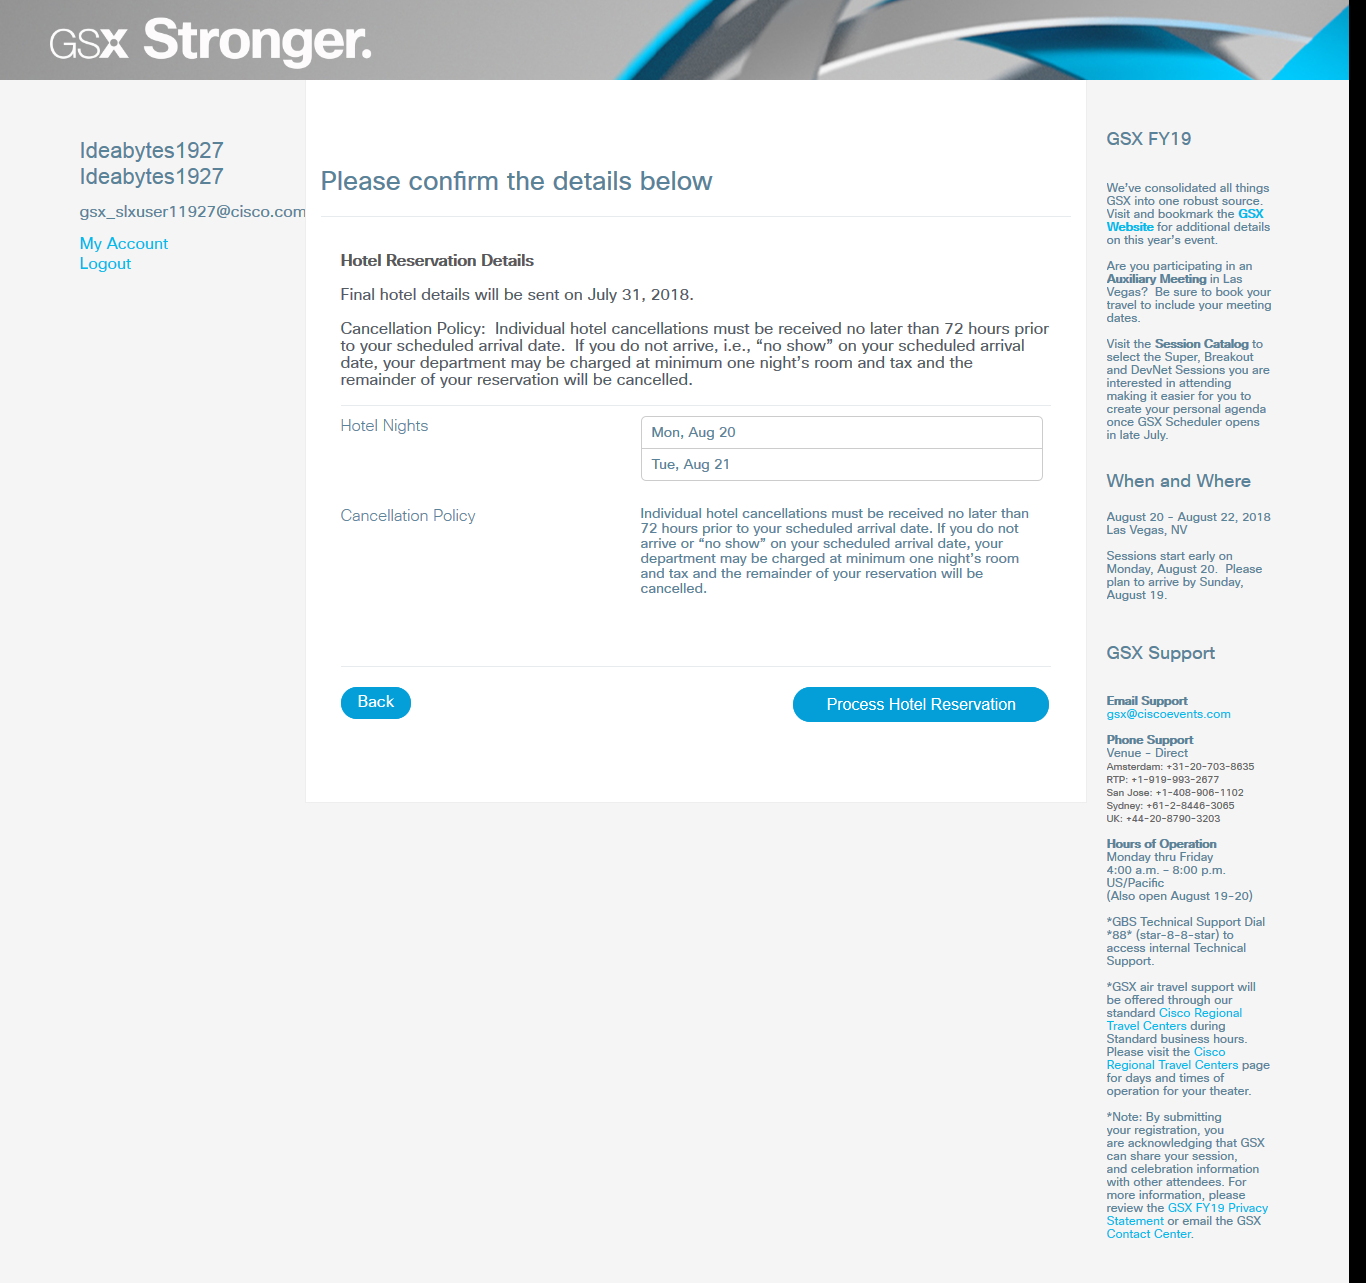 GSX Stronger.
Ideabytes1927
Ideabytes1927
gsx_slxuser11927@cisco.com
My Account
Logout
Please confirm the details below
Hotel Reservation Details
Final hotel details will be sent on July 31, 2018.
Cancellation Policy:  Individual hotel cancellations must be received no later than 72 hours prior
to your scheduled arrival date.  If you do not arrive, i.e., “no show” on your scheduled arrival
date, your department may be charged at minimum one night’s room and tax and the
remainder of your reservation will be cancelled.
Hotel Nights
Mon, Aug 20
Tue, Aug 21
Cancellation Policy
Individual hotel cancellations must be received no later than
72 hours prior to your scheduled arrival date. If you do not
arrive or “no show” on your scheduled arrival date, your
department may be charged at minimum one night’s room
and tax and the remainder of your reservation will be
cancelled.
Back
Process Hotel Reservation
GSX FY19
We’ve consolidated all things
GSX into one robust source.
Visit and bookmark the GSX
Website for additional details
on this year’s event.
Are you participating in an
Auxiliary Meeting in Las
Vegas?  Be sure to book your
travel to include your meeting
dates.
Visit the Session Catalog to
select the Super, Breakout
and DevNet Sessions you are
interested in attending
making it easier for you to
create your personal agenda
once GSX Scheduler opens
in late July.
When and Where
August 20 - August 22, 2018
Las Vegas, NV
Sessions start early on
Monday, August 20.  Please
plan to arrive by Sunday,
August 19.
GSX Support
Email Support
gsx@ciscoevents.com
Phone Support
Venue - Direct
Amsterdam: +31-20-703-8635
RTP: +1-919-993-2677
San Jose: +1-408-906-1102
Sydney: +61-2-8446-3065
UK: +44-20-8790-3203
Hours of Operation
Monday thru Friday
4:00 a.m. - 8:00 p.m.
US/Pacific
(Also open August 19-20)
*GBS Technical Support Dial
*88* (star-8-8-star) to
access internal Technical
Support.
*GSX air travel support will
be offered through our
standard Cisco Regional
Travel Centers during
Standard business hours.
Please visit the Cisco
Regional Travel Centers page
for days and times of
operation for your theater.
*Note: By submitting
your registration, you
are acknowledging that GSX
can share your session,
and celebration information
with other attendees. For
more information, please
review the GSX FY19 Privacy
Statement or email the GSX
Contact Center.